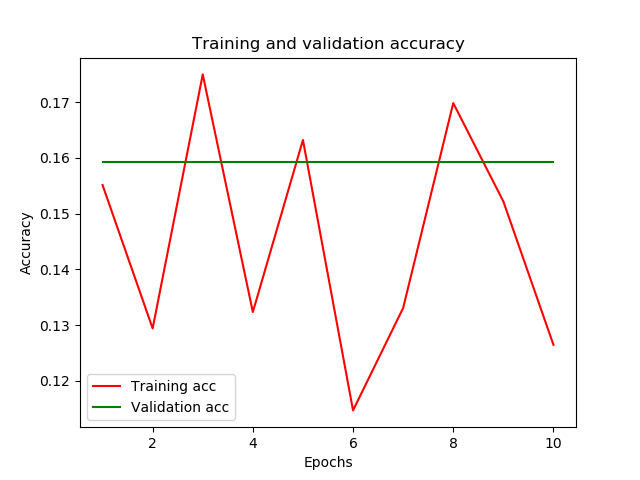 Training and validation accuracy
Accuracy
0.17
0.16
0.15
0.14
0.13
0.12
Training acc
Validation acc
2 4 6 8 10
Epochs